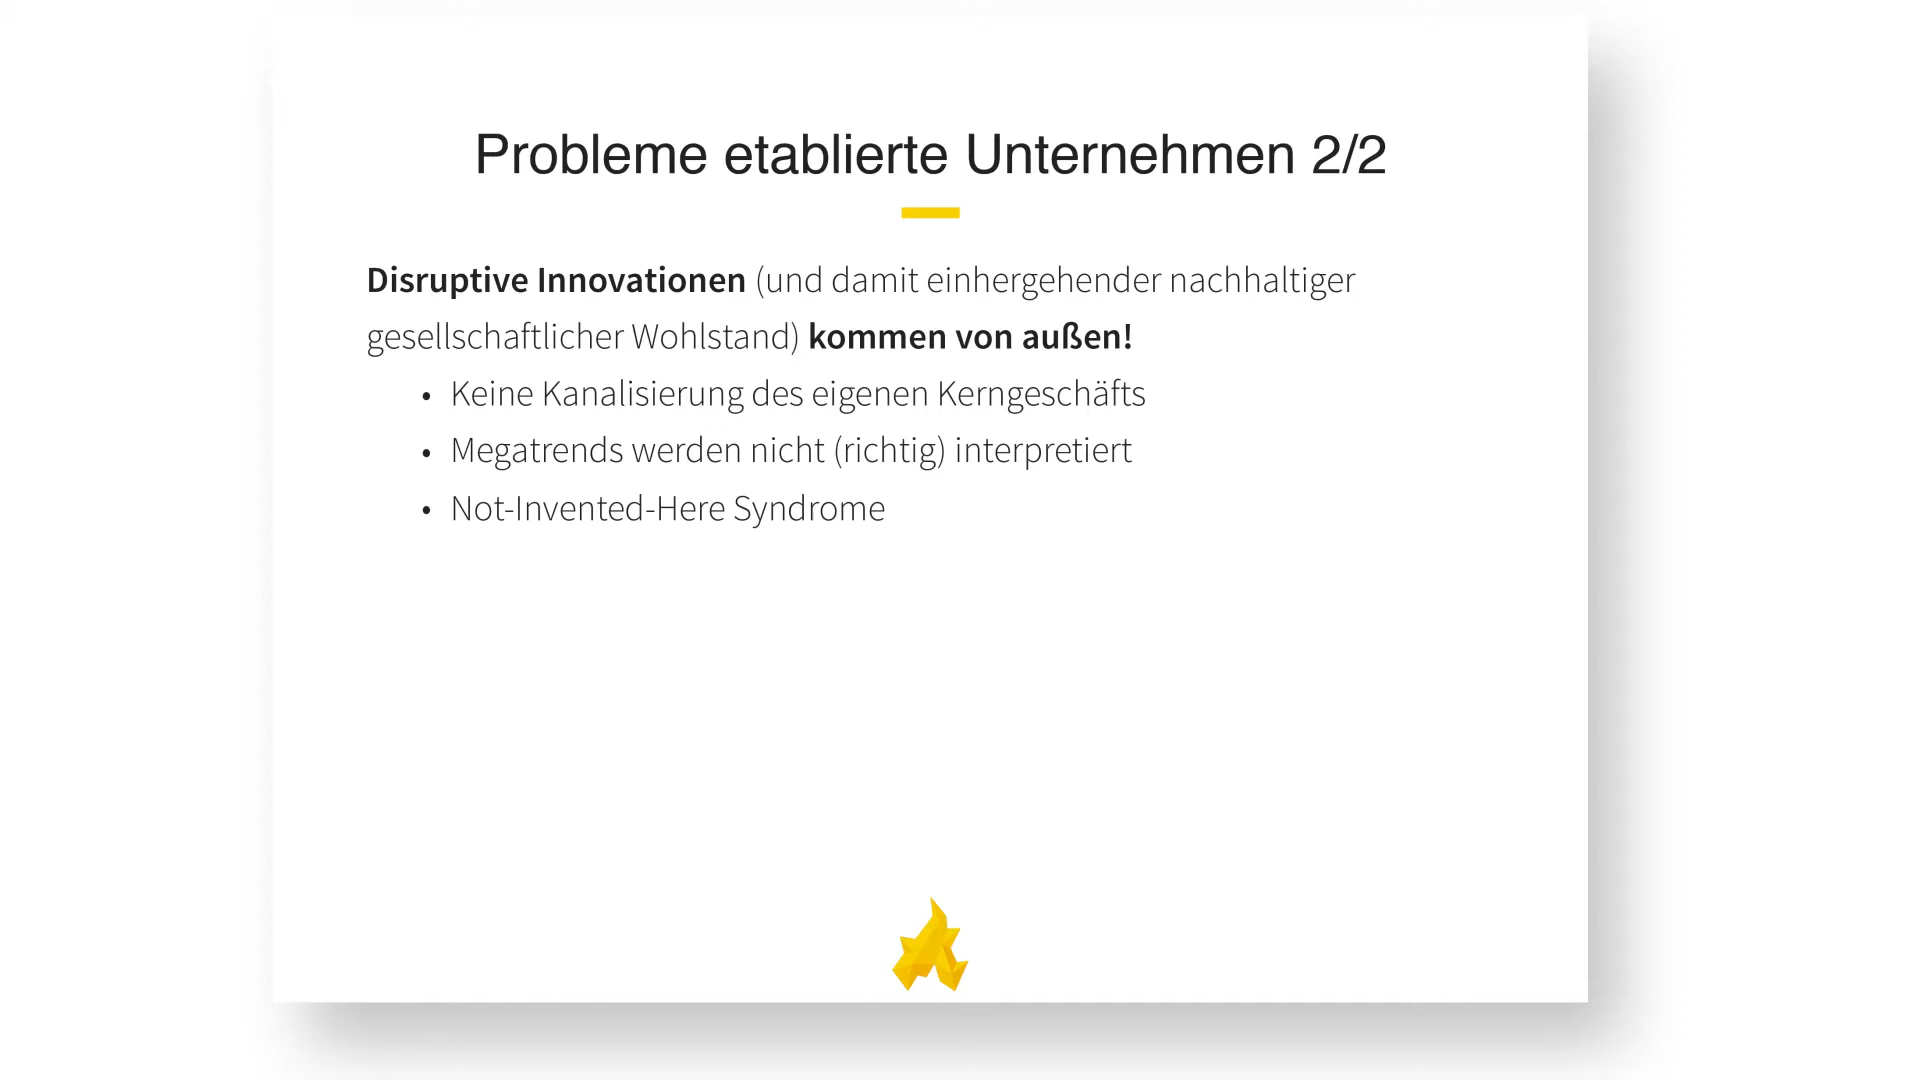 Probleme etablierte Unternehmen 2/2
Disruptive Innovationen (und damit einhergehender nachhaltiger
gesellschaftlicher Wohlstand) kommen von außen!
• Keine Kanalisierung des eigenen Kerngeschäfts
• Megatrends werden nicht (richtig) interpretiert
• Not-Invented-Here Syndrome